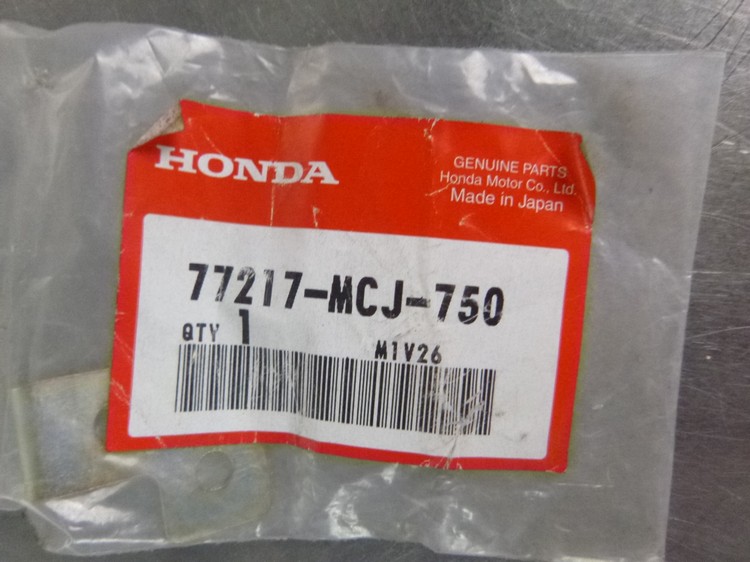 HONDA
GENUINE PARTS
Honda Motor Co., Ltd.
Made in Japan
77217-MCJ-750
QTY 1
M1V26